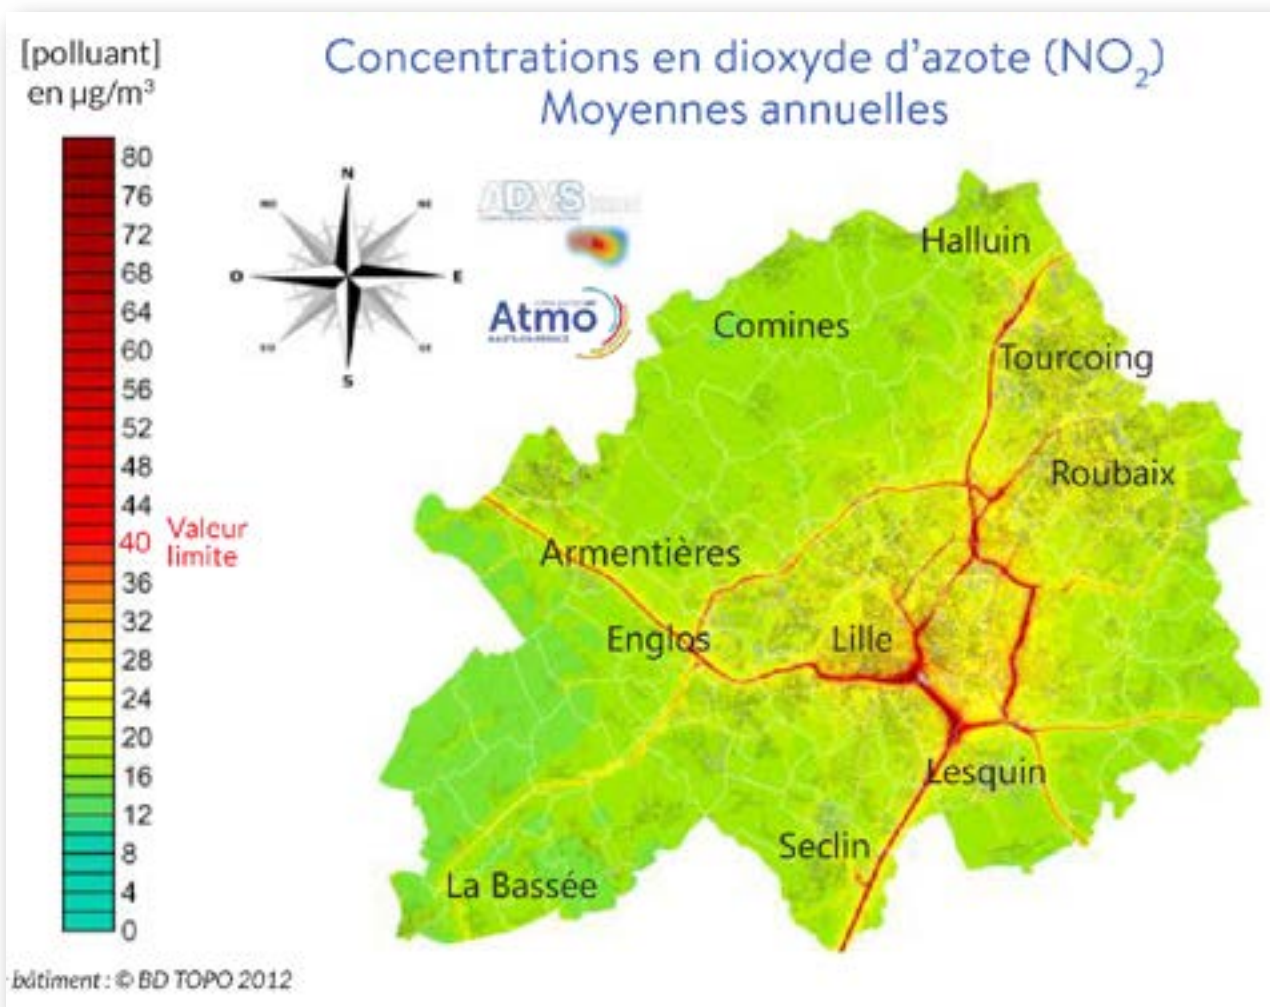 [polluant]
en µg/m³
Concentrations en dioxyde d'azote (NO₂)
Moyennes annuelles
80
76
72
68
64
60
56
52
48
44
40
36
32
28
24
20
16
12
8
4
0
Valeur
limite
N
O
E
S
ADMS
Atmo
Halluin
Comines
Tourcoing
Roubaix
Armentières
Englos
Lille
Lesquin
Seclin
La Bassée
bâtiment : © BD TOPO 2012